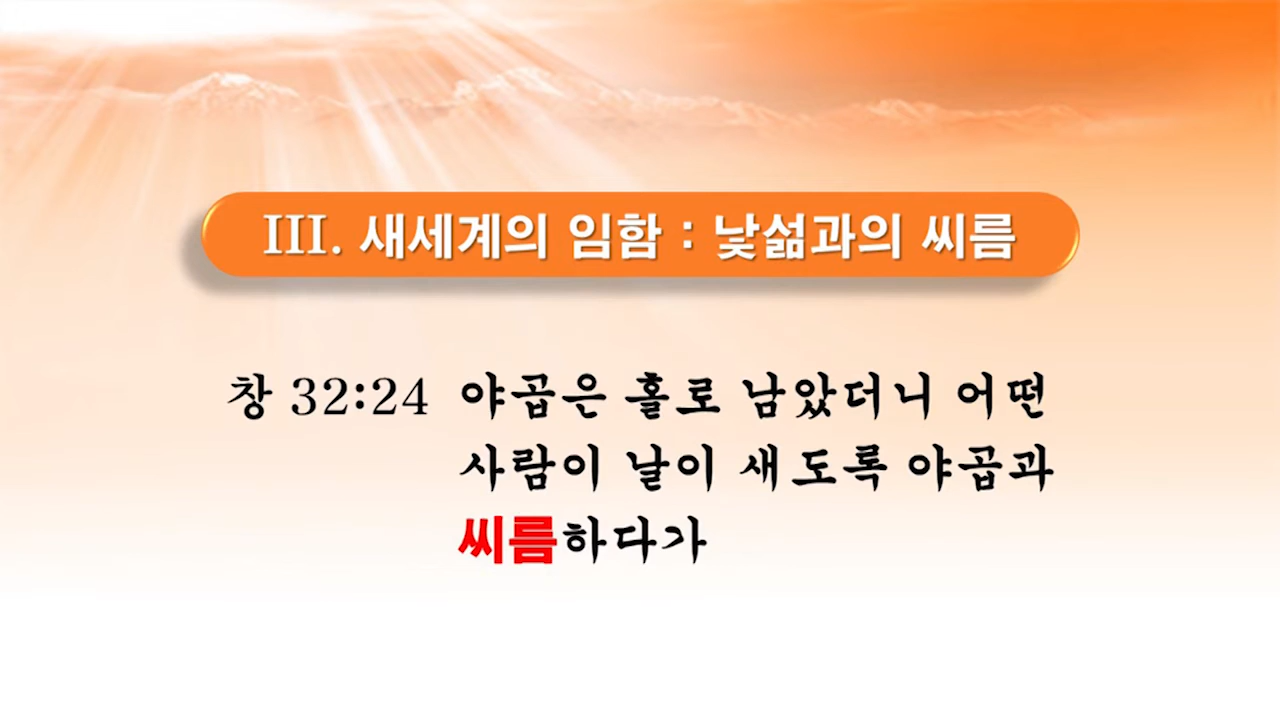 III. 새세계의 임함 : 낯섦과의 씨름
창 32:24 야곱은 홀로 남았더니 어떤
사람이 날이 새도록 야곱과
씨름하다가